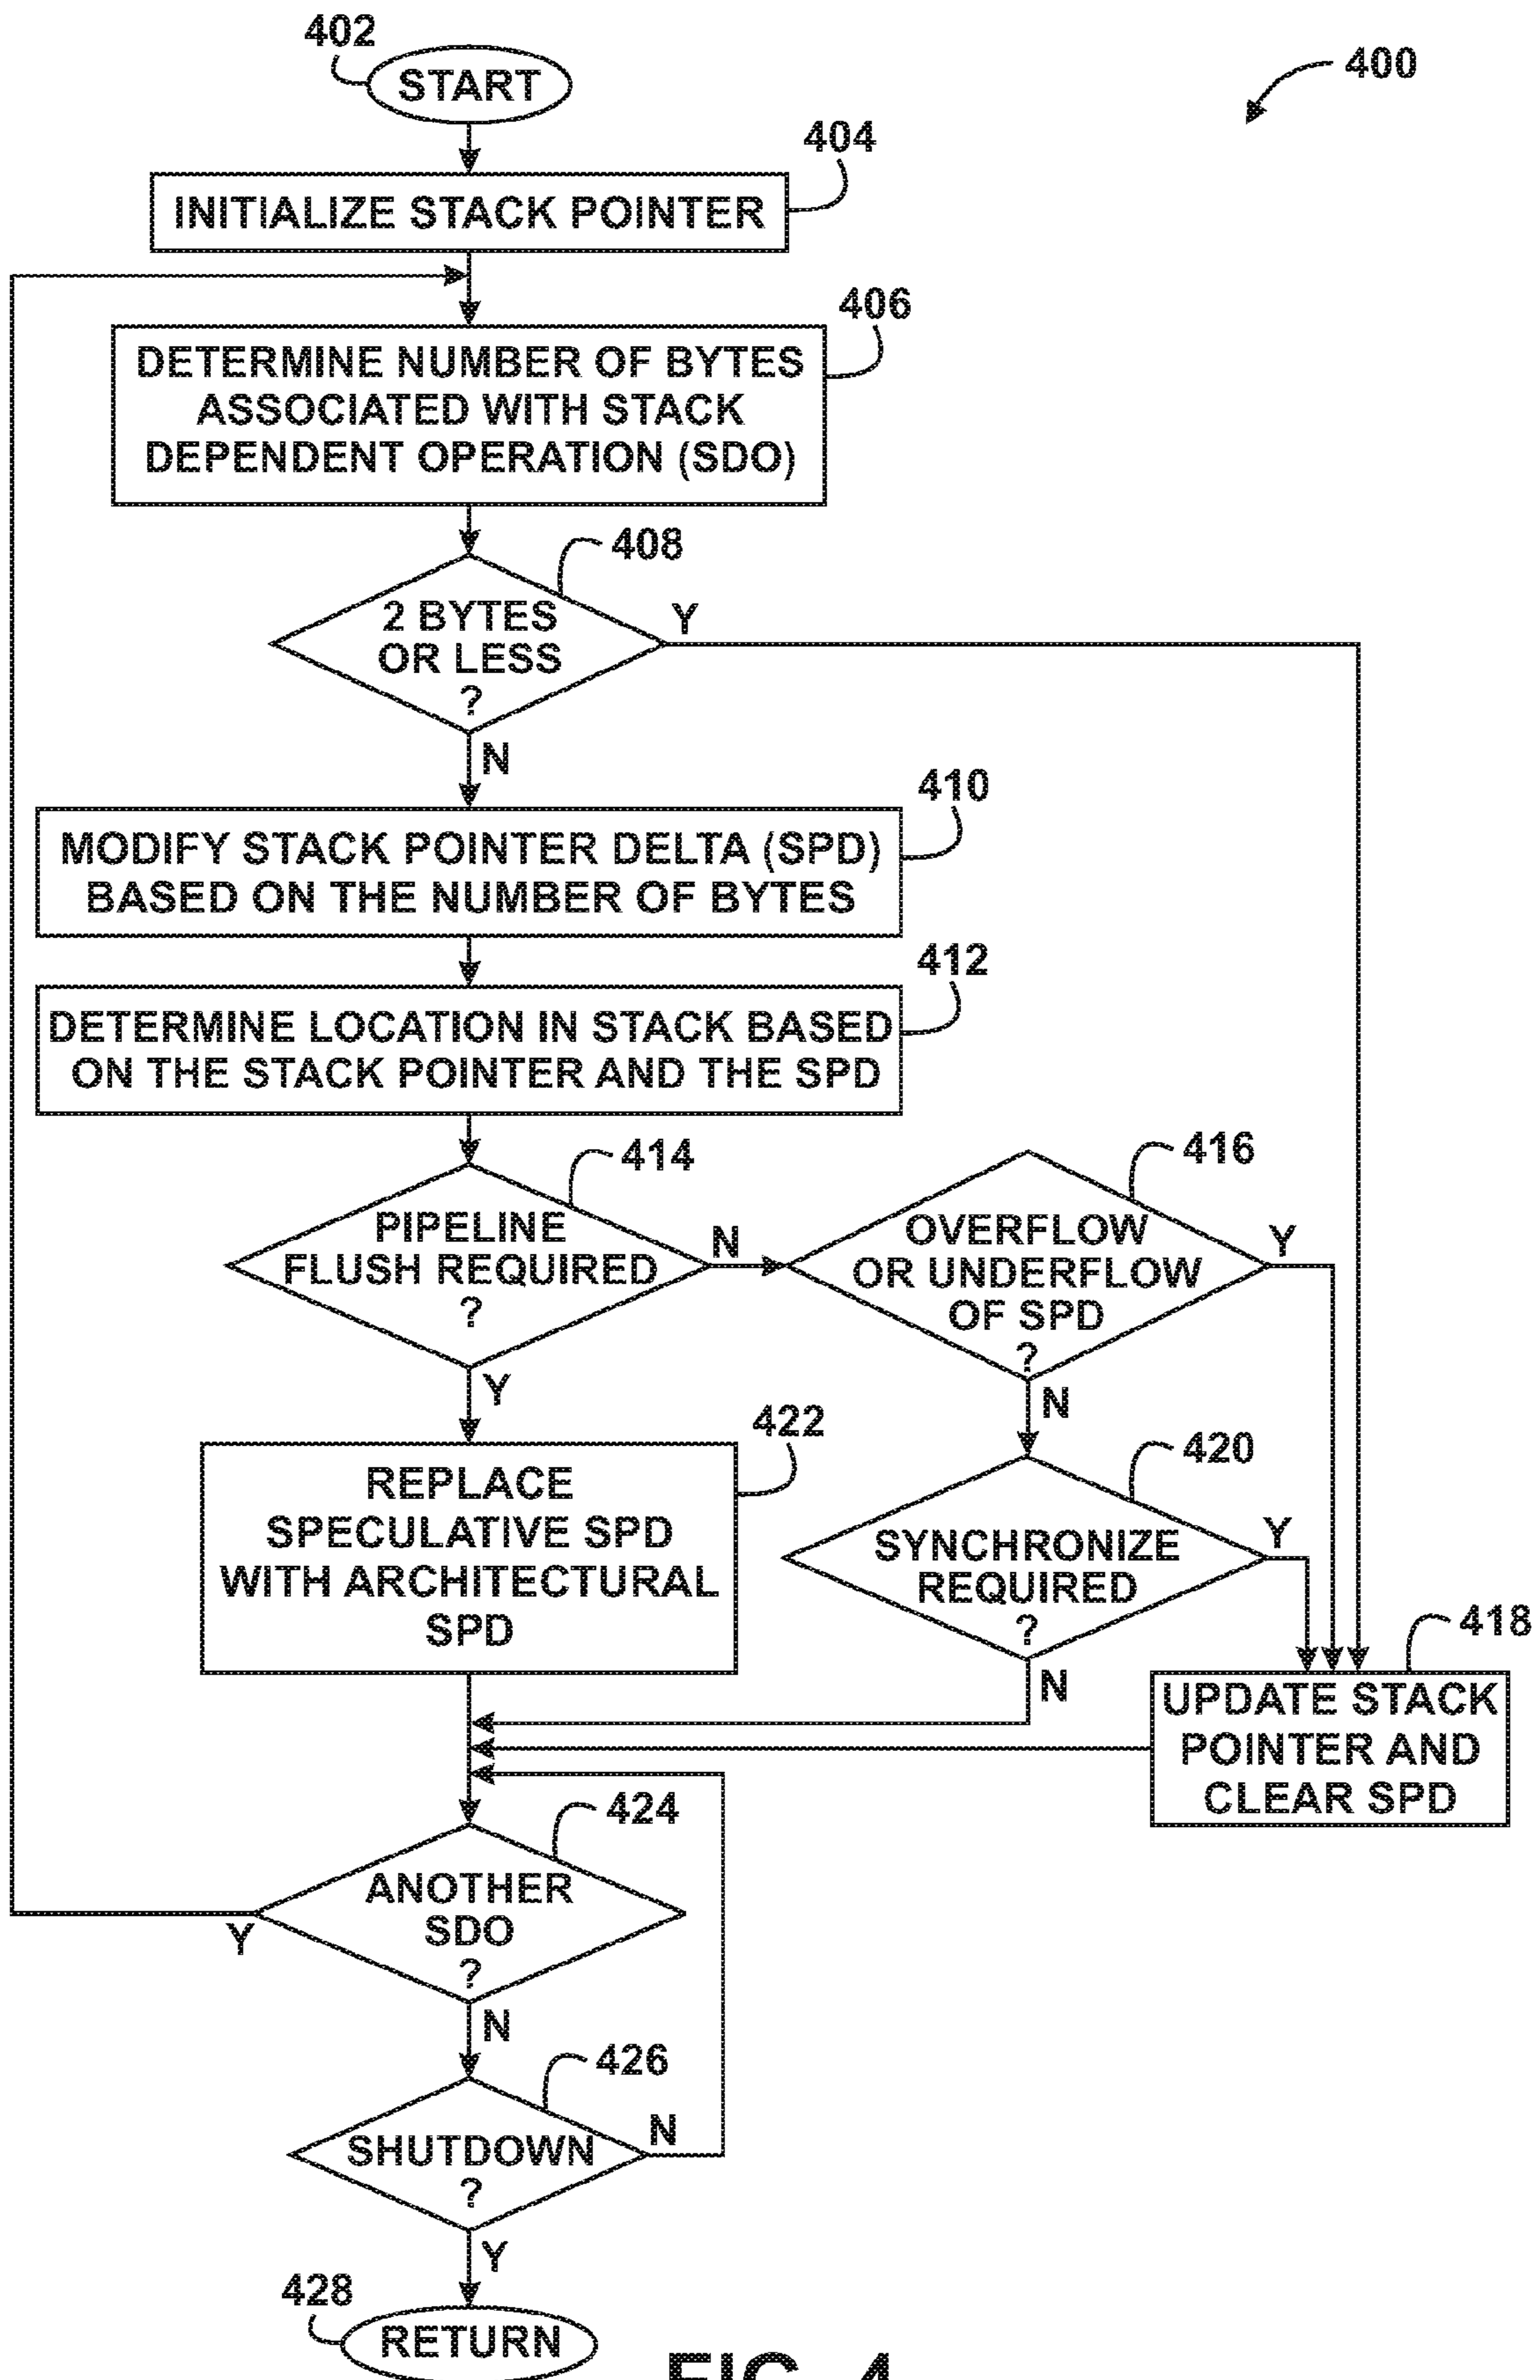 402
START
400
404
INITIALIZE STACK POINTER
406
DETERMINE NUMBER OF BYTES
ASSOCIATED WITH STACK
DEPENDENT OPERATION (SDO)
408
2 BYTES
OR LESS
?
Y
N
410
MODIFY STACK POINTER DELTA (SPD)
BASED ON THE NUMBER OF BYTES
412
DETERMINE LOCATION IN STACK BASED
ON THE STACK POINTER AND THE SPD
414
PIPELINE
FLUSH REQUIRED
?
N
Y
416
OVERFLOW
OR UNDERFLOW
OF SPD
?
Y
N
422
REPLACE
SPECULATIVE SPD
WITH ARCHITECTURAL
SPD
420
SYNCHRONIZE
REQUIRED
?
Y
N
418
UPDATE STACK
POINTER AND
CLEAR SPD
424
ANOTHER
SDO
?
Y
N
426
SHUTDOWN
?
N
Y
428
RETURN
FIG. 4